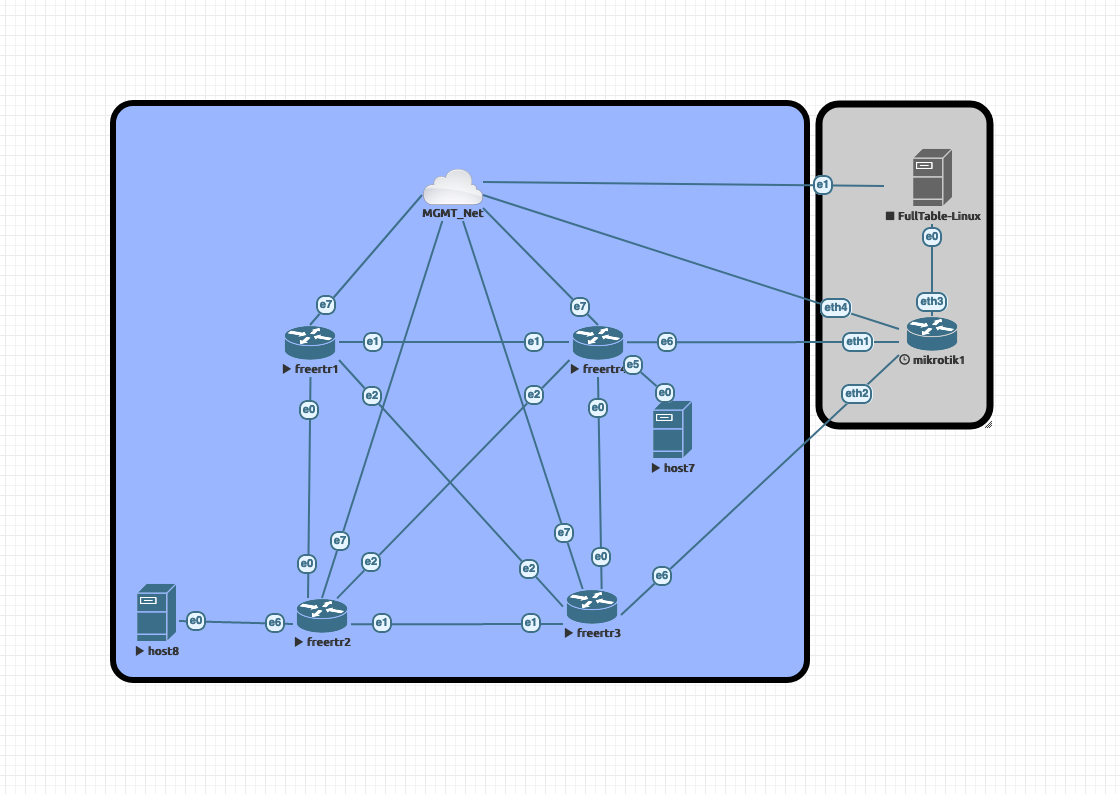 e1
MGMT_Net
FullTable-Linux
e0
e7
e7
eth4
eth3
e1
e1
e6
eth1
freertr1
freertr4
e5
mikrotik1
e2
e2
e0
eth2
e0
e0
host7
e7
e7
e0
e2
e0
e2
e6
e0
e6
e1
e1
freertr2
freertr3
host8